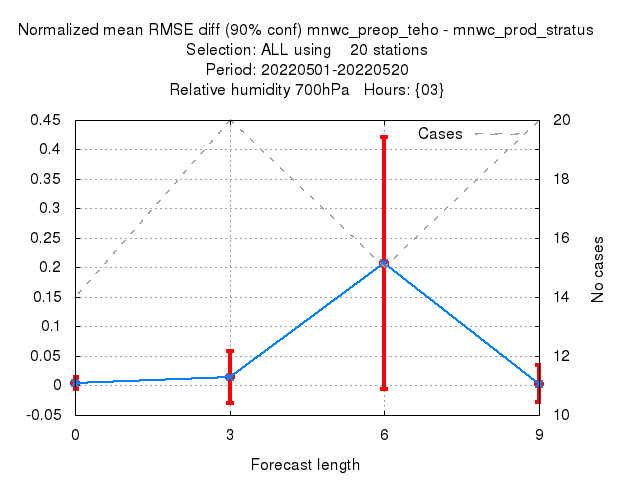 Normalized mean RMSE diff (90% conf) mnwc_preop_teho - mnwc_prod_stratus
Selection: ALL using    20 stations
Period: 20220501-20220520
Relative humidity 700hPa   Hours: {03}
Cases
0.45
0.4
0.35
0.3
0.25
0.2
0.15
0.1
0.05
0
-0.05
20
18
16
14
12
10
No cases
0 3 6 9
Forecast length